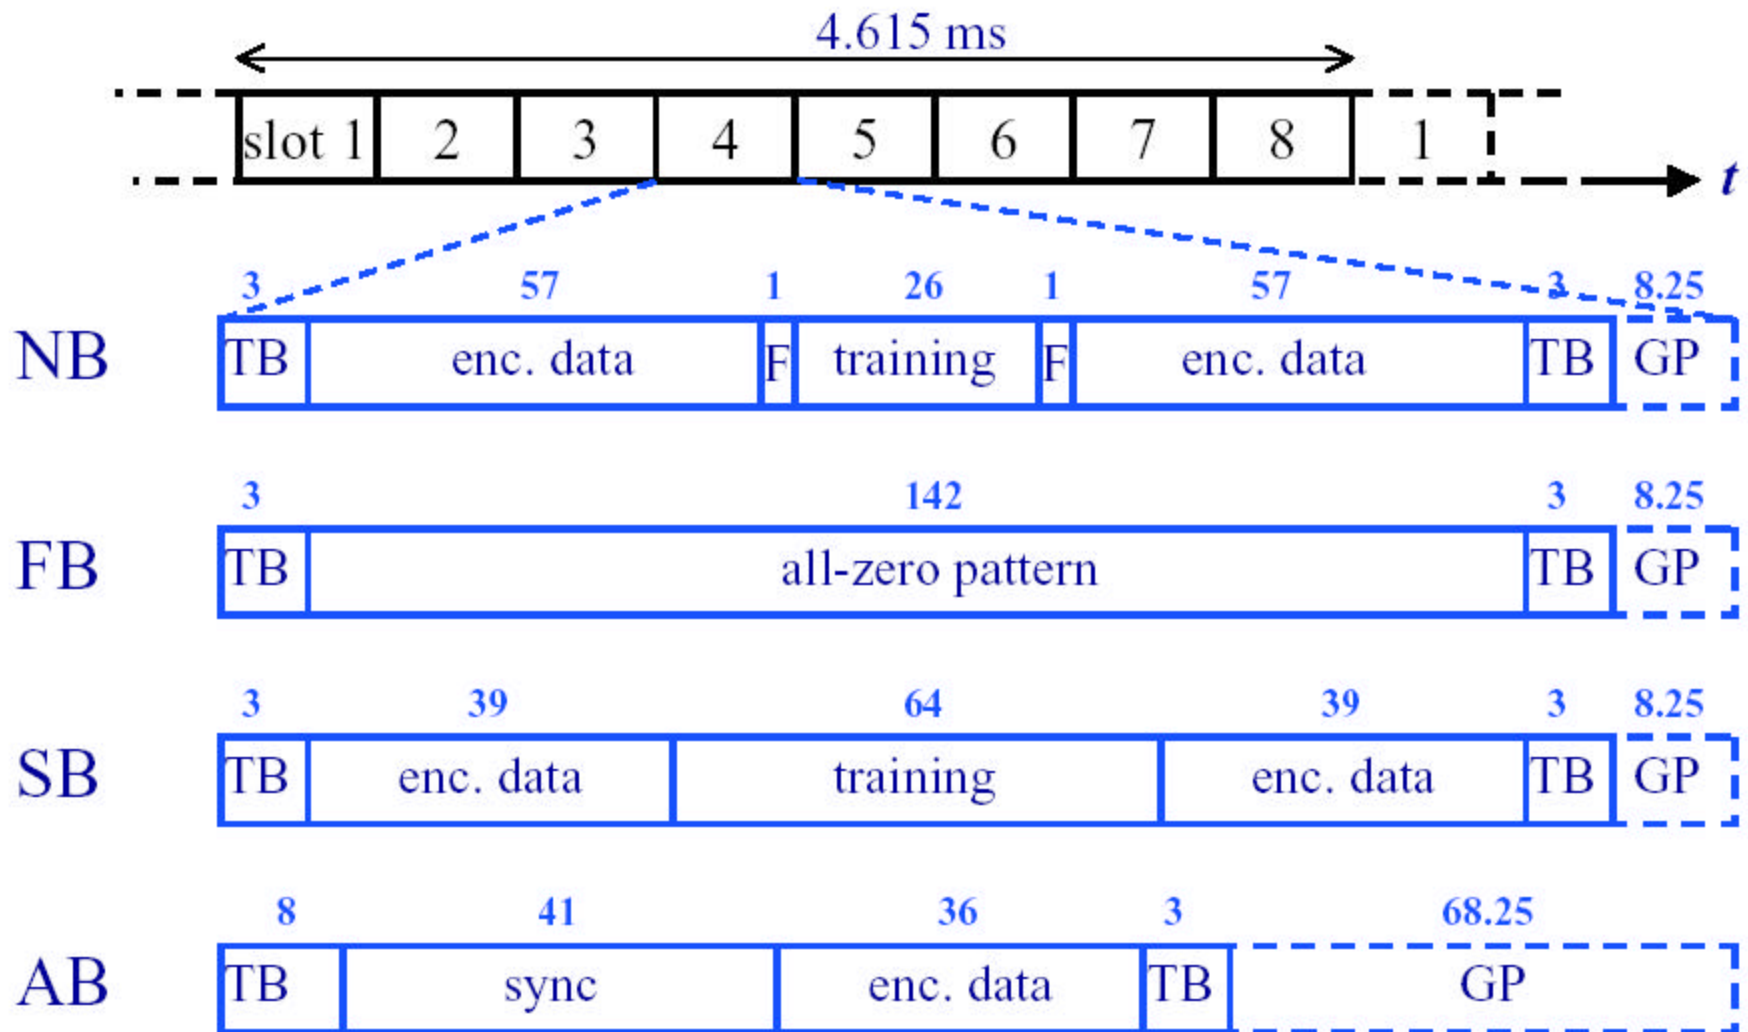 4.615 ms
slot 1 2 3 4 5 6 7 8 1 t
3 57 1 26 1 57 3 8.25
NB TB enc. data F training F enc. data TB GP
3 142 3 8.25
FB TB all-zero pattern TB GP
3 39 64 39 3 8.25
SB TB enc. data training enc. data TB GP
8 41 36 3 68.25
AB TB sync enc. data TB GP